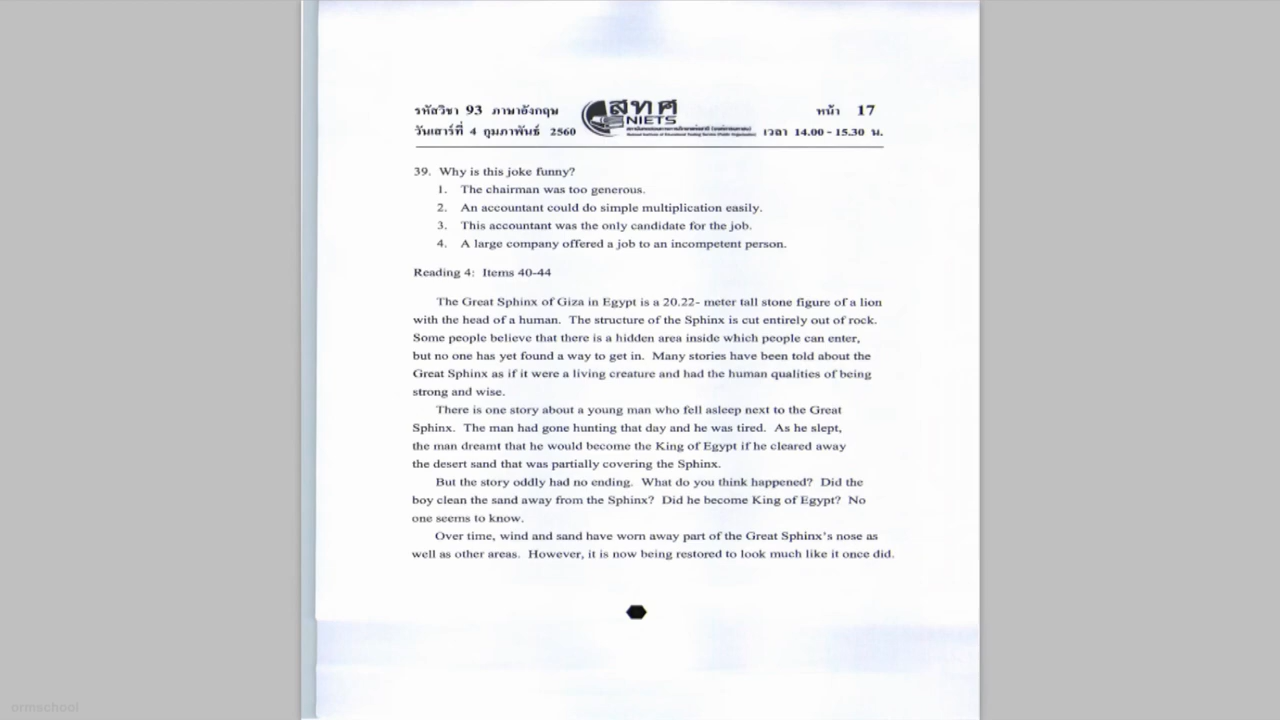 รหัสวิชา 93 ภาษาอังกฤษ
สทศ
NIETS
หน้า 17
วันเสาร์ที่ 4 กุมภาพันธ์ 2560
เวลา 14.00 - 15.30 น.
39. Why is this joke funny?
1. The chairman was too generous.
2. An accountant could do simple multiplication easily.
3. This accountant was the only candidate for the job.
4. A large company offered a job to an incompetent person.
Reading 4: Items 40-44
The Great Sphinx of Giza in Egypt is a 20.22- meter tall stone figure of a lion
with the head of a human. The structure of the Sphinx is cut entirely out of rock.
Some people believe that there is a hidden area inside which people can enter,
but no one has yet found a way to get in. Many stories have been told about the
Great Sphinx as if it were a living creature and had the human qualities of being
strong and wise.
There is one story about a young man who fell asleep next to the Great
Sphinx. The man had gone hunting that day and he was tired. As he slept,
the man dreamt that he would become the King of Egypt if he cleared away
the desert sand that was partially covering the Sphinx.
But the story oddly had no ending. What do you think happened? Did the
boy clean the sand away from the Sphinx? Did he become King of Egypt? No
one seems to know.
Over time, wind and sand have worn away part of the Great Sphinx's nose as
well as other areas. However, it is now being restored to look much like it once did.
ormschool